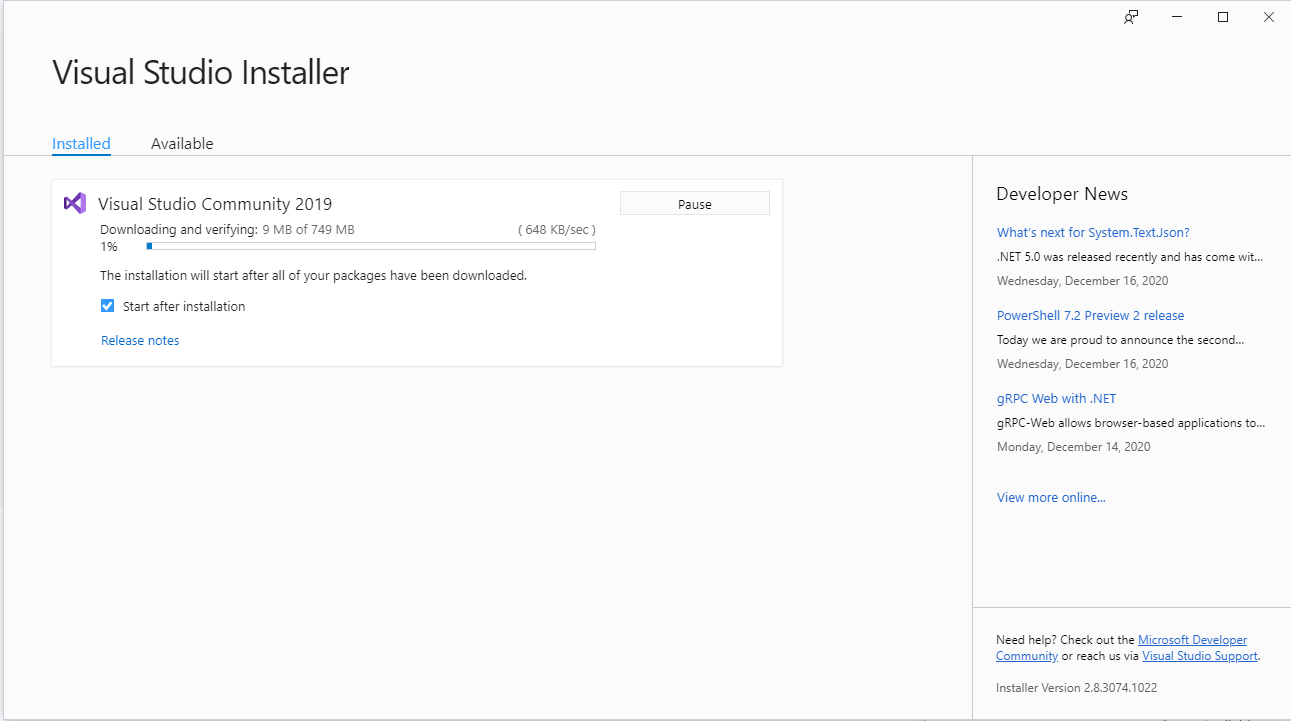 Visual Studio Installer
Installed
Available
Visual Studio Community 2019
Pause
Downloading and verifying: 9 MB of 749 MB
( 648 KB/sec )
1%
The installation will start after all of your packages have been downloaded.
Start after installation
Release notes
Developer News
What's next for System.Text.Json?
.NET 5.0 was released recently and has come wit...
Wednesday, December 16, 2020
PowerShell 7.2 Preview 2 release
Today we are proud to announce the second...
Wednesday, December 16, 2020
gRPC Web with .NET
gRPC-Web allows browser-based applications to...
Monday, December 14, 2020
View more online...
Need help? Check out the Microsoft Developer
Community or reach us via Visual Studio Support.
Installer Version 2.8.3074.1022